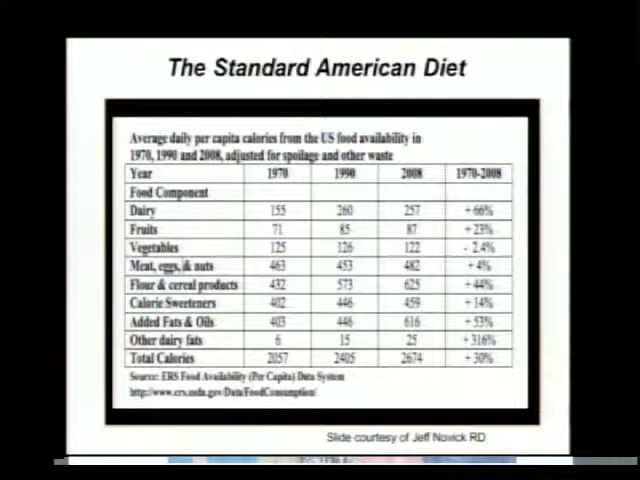 The Standard American Diet
Average daily per capita calories from the US food availability in
1970, 1990 and 2008, adjusted for spoilage and other waste
Year 1970 1990 2008 1970-2008
Food Component
Dairy 155 260 257 +66%
Fruits 71 85 87 +23%
Vegetables 125 126 122 - 2.4%
Meat, eggs, & nuts 463 453 482 +4%
Flour & cereal products 432 573 625 +44%
Calorie Sweeteners 402 446 459 +14%
Added Fats & Oils 403 446 616 +53%
Other dairy fats 6 15 25 +316%
Total Calories 2057 2405 2674 +30%
Source: ERS Food Availability (Per Capita) Data System
http://www.ers.usda.gov/Data/FoodConsumption/
Slide courtesy of Jeff Novick RD